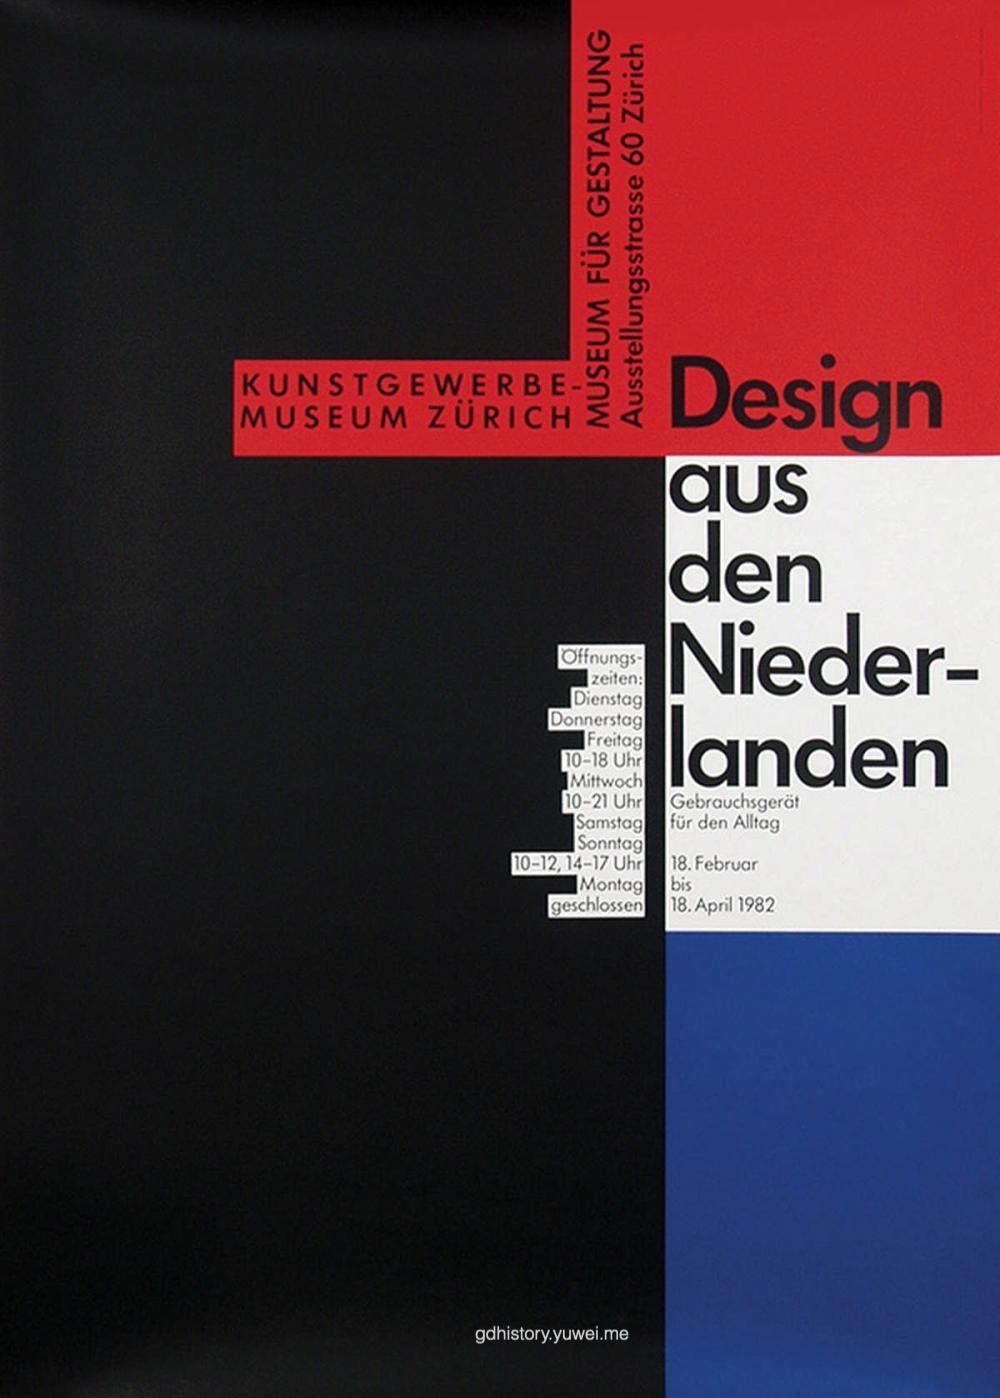 MUSEUM FÜR GESTALTUNG
Ausstellungsstrasse 60 Zürich
KUNSTGEWERBE-
MUSEUM ZÜRICH
Design
aus
den
Nieder-
landen
Gebrauchsgerät
für den Alltag
18. Februar
bis
18. April 1982
Öffnungs-
zeiten:
Dienstag
Donnerstag
Freitag
10–18 Uhr
Mittwoch
10–21 Uhr
Samstag
Sonntag
10–12, 14–17 Uhr
Montag
geschlossen
gdhistory.yuwei.me